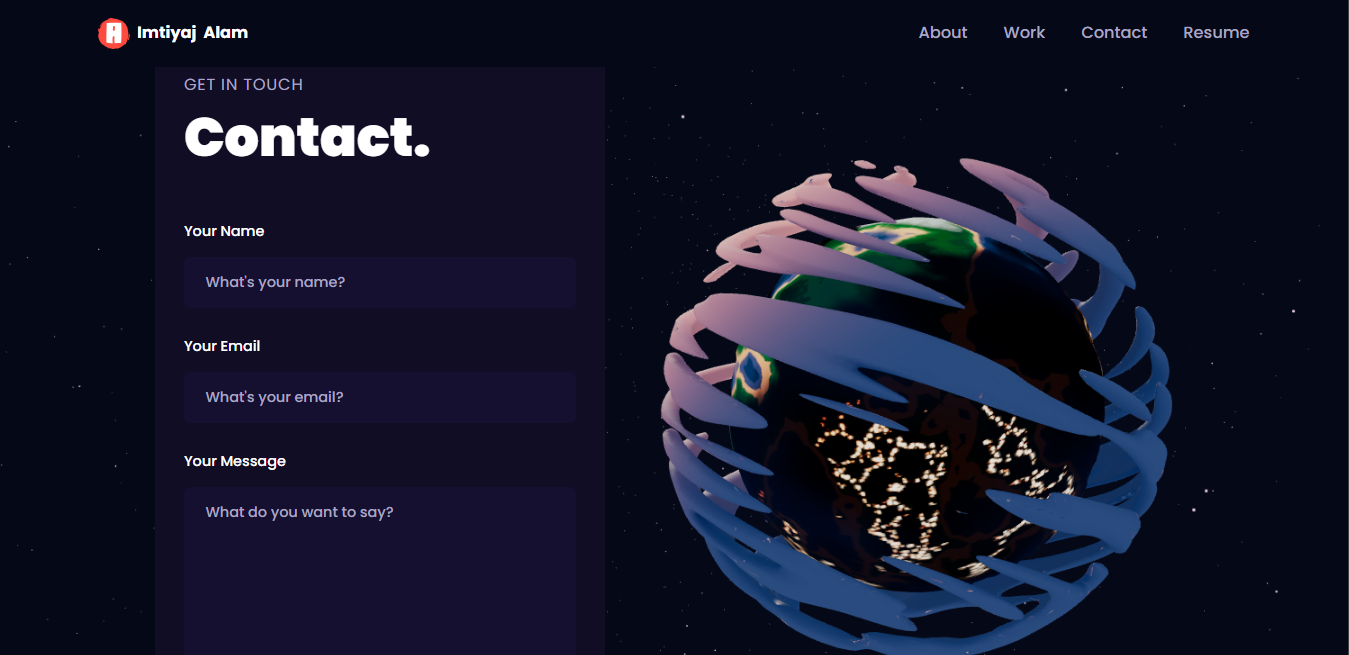 Imtiyaj Alam
About
Work
Contact
Resume
GET IN TOUCH
Contact.
Your Name
What's your name?
Your Email
What's your email?
Your Message
What do you want to say?